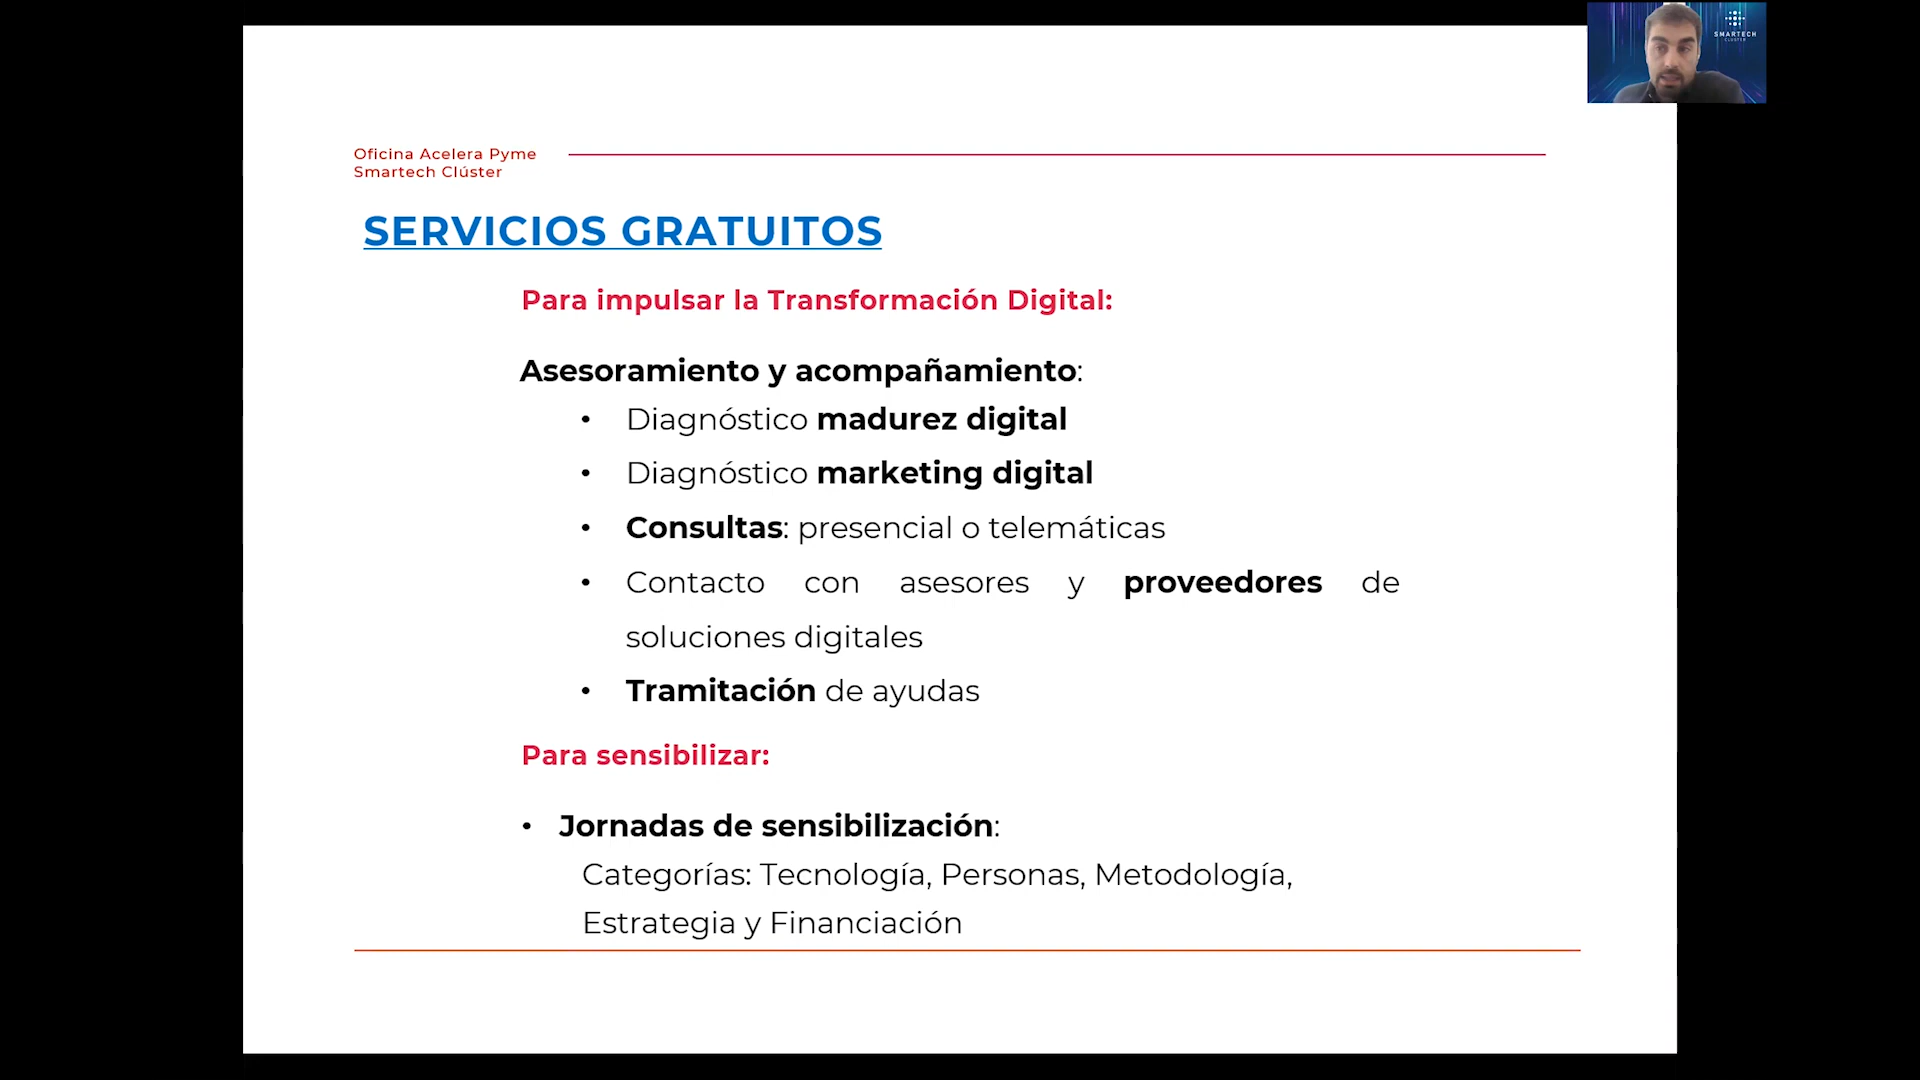 SMARTECH
CLUSTER
Oficina Acelera Pyme
Smartech Clúster
SERVICIOS GRATUITOS
Para impulsar la Transformación Digital:
Asesoramiento y acompañamiento:
• Diagnóstico madurez digital
• Diagnóstico marketing digital
• Consultas: presencial o telemáticas
• Contacto con asesores y proveedores de
soluciones digitales
• Tramitación de ayudas
Para sensibilizar:
• Jornadas de sensibilización:
Categorías: Tecnología, Personas, Metodología,
Estrategia y Financiación